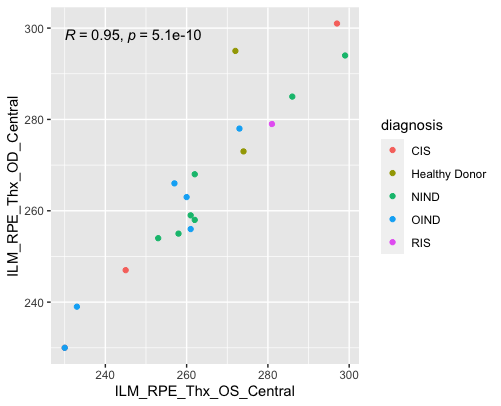 R = 0.95, p = 5.1e-10
300
280
260
240
ILM_RPE_Thx_OD_Central
240 260 280 300
ILM_RPE_Thx_OS_Central
diagnosis
CIS
Healthy Donor
NIND
OIND
RIS